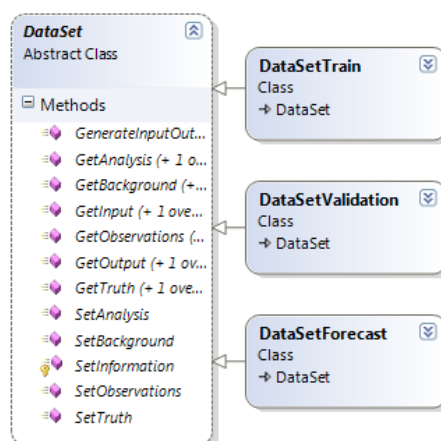 DataSet
Abstract Class
Methods
GenerateInputOut...
GetAnalysis (+ 1 o...
GetBackground (+...
GetInput (+ 1 ove...
GetObservations (...
GetOutput (+ 1 ov...
GetTruth (+ 1 ove...
SetAnalysis
SetBackground
SetInformation
SetObservations
SetTruth
DataSetTrain
Class
DataSet
DataSetValidation
Class
DataSet
DataSetForecast
Class
DataSet